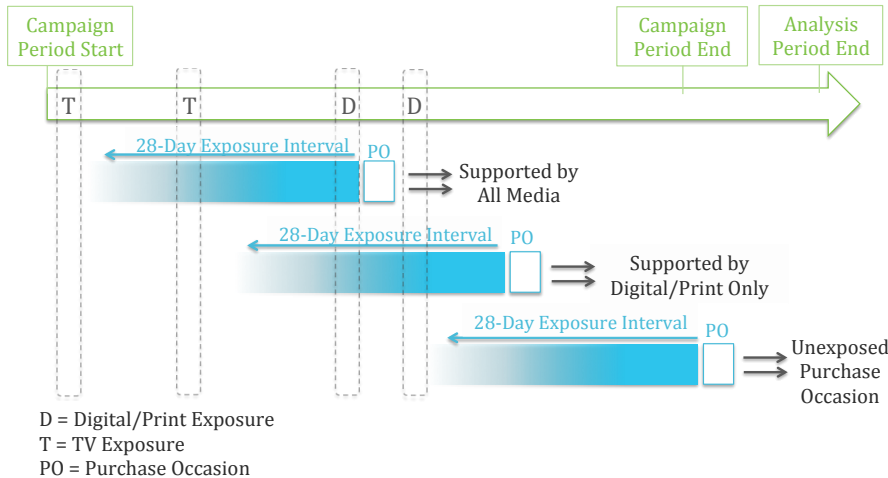 Campaign
Period Start
Campaign
Period End
Analysis
Period End
T
T
D
D
28-Day Exposure Interval
PO
Supported by
All Media
28-Day Exposure Interval
PO
Supported by
Digital/Print Only
28-Day Exposure Interval
PO
Unexposed
Purchase
Occasion
D = Digital/Print Exposure
T = TV Exposure
PO = Purchase Occasion